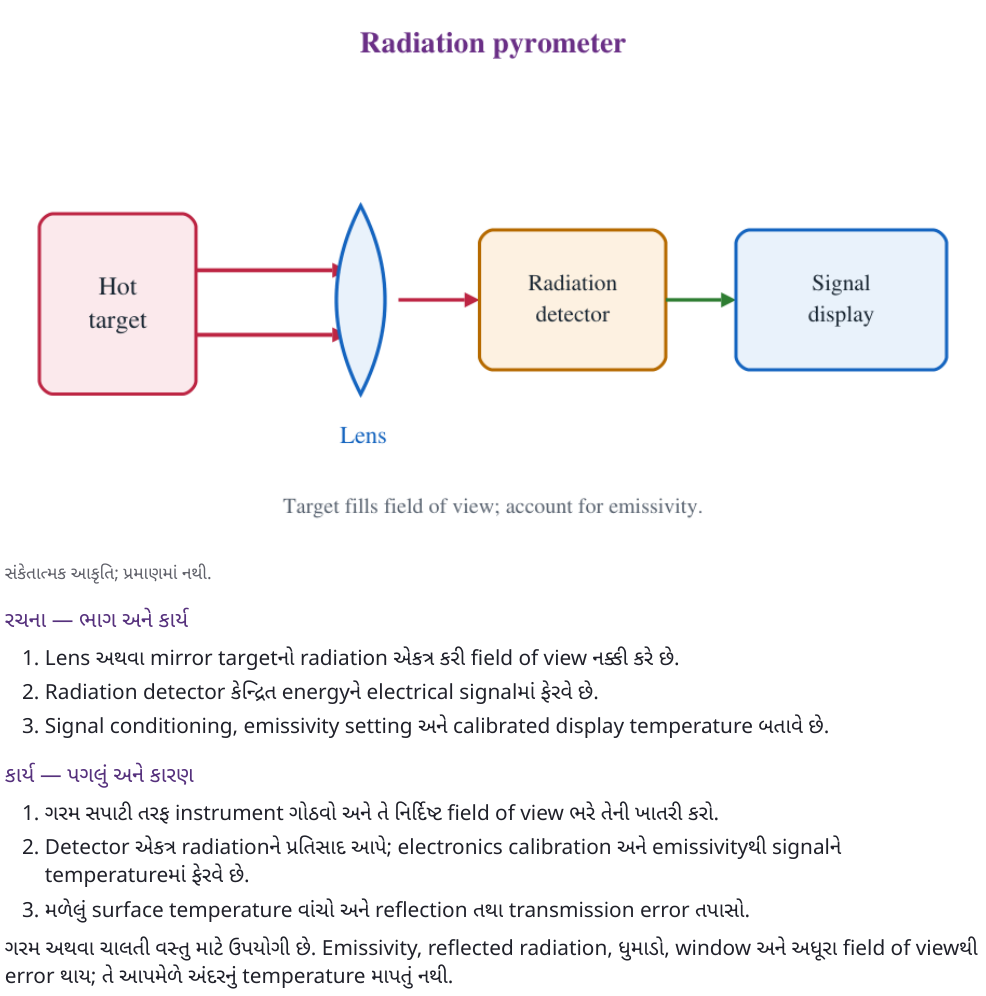 Radiation pyrometer
Hot
target
Lens
Radiation
detector
Signal
display
Target fills field of view; account for emissivity.
સંકેતાત્મક આકૃતિ; પ્રમાણમાં નથી.
રચના — ભાગ અને કાર્ય
1. Lens અથવા mirror targetનો radiation એકત્ર કરી field of view નક્કી કરે છે.
2. Radiation detector કેન્દ્રિત energyને electrical signalમાં ફેરવે છે.
3. Signal conditioning, emissivity setting અને calibrated display temperature બતાવે છે.
કાર્ય — પગલું અને કારણ
1. ગરમ સપાટી તરફ instrument ગોઠવો અને તે નિર્દિષ્ટ field of view ભરે તેની ખાતરી કરો.
2. Detector એકત્ર radiationને પ્રતિસાદ આપે; electronics calibration અને emissivityથી signalને
temperatureમાં ફેરવે છે.
3. મળેલું surface temperature વાંચો અને reflection તથા transmission error તપાસો.
ગરમ અથવા ચાલતી વસ્તુ માટે ઉપયોગી છે. Emissivity, reflected radiation, ધુમાડો, window અને અધૂરા field of viewથી
error થાય; તે આપમેળે અંદરનું temperature માપતું નથી.